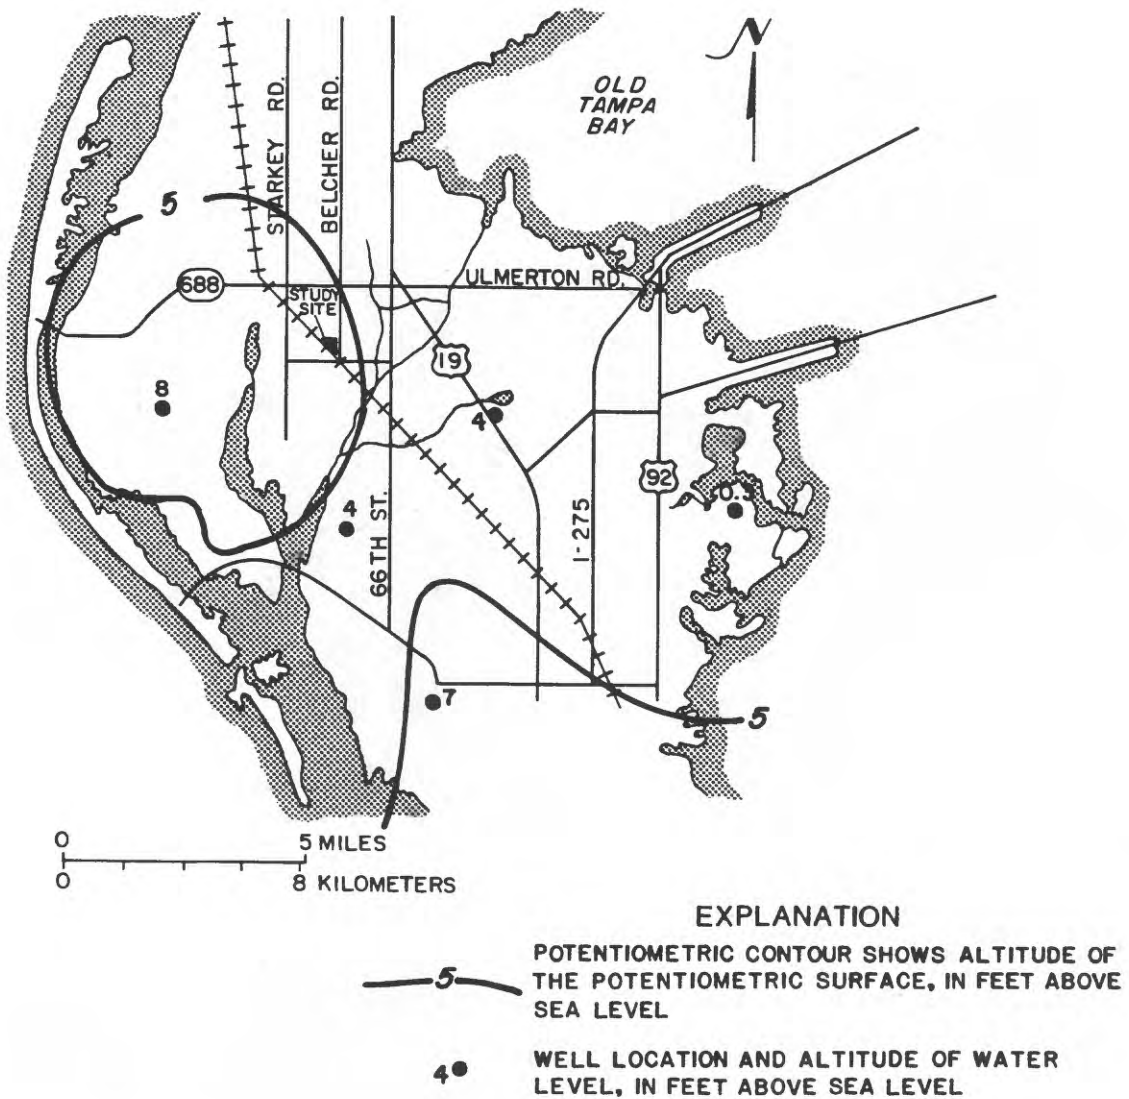 N
OLD
TAMPA
BAY
STARKEY RD.
BELCHER RD.
5
688
ULMERTON RD.
STUDY
SITE
19
8
4
92
0.5
4
66TH ST.
I-275
7
5
0 5 MILES
0 8 KILOMETERS
EXPLANATION
5
POTENTIOMETRIC CONTOUR SHOWS ALTITUDE OF
THE POTENTIOMETRIC SURFACE, IN FEET ABOVE
SEA LEVEL
4
WELL LOCATION AND ALTITUDE OF WATER
LEVEL, IN FEET ABOVE SEA LEVEL